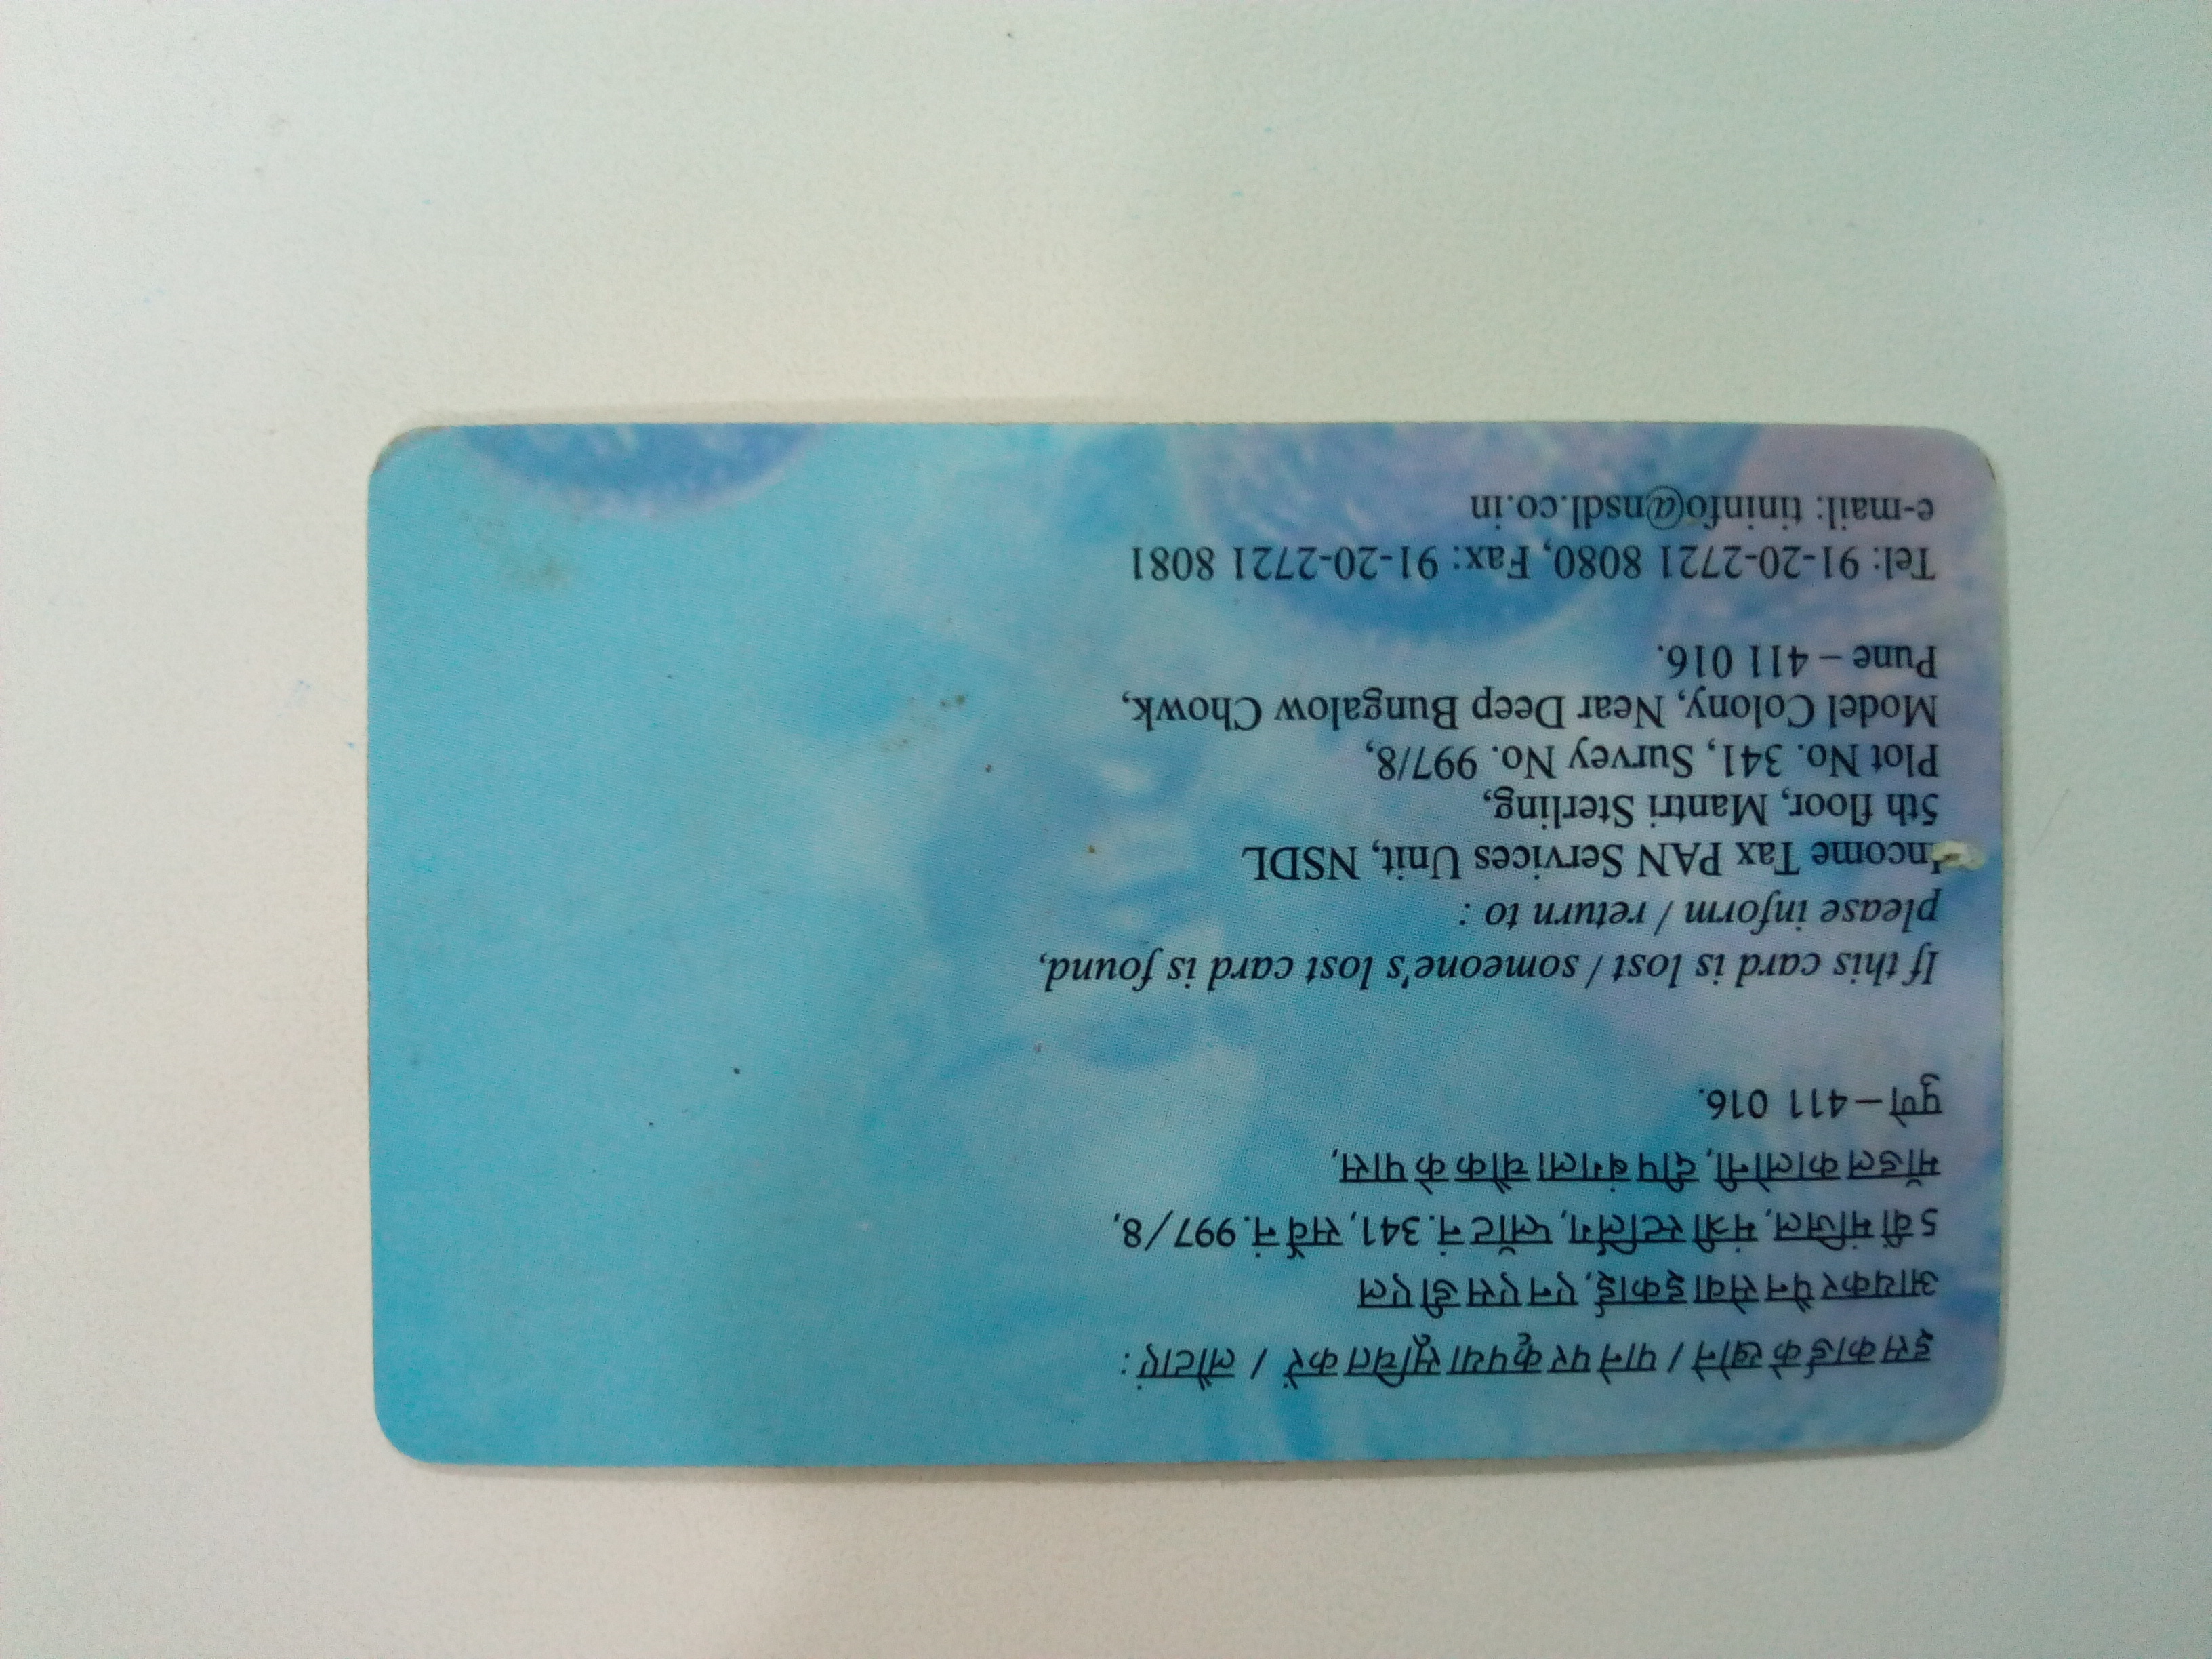 इस कार्ड के खोने / पाने पर कृपया सूचित करें / लौटाएं :
आयकर पैन सेवा इकाई, एन एस डी एल
5 वीं मंजिल, मंत्री स्टर्लिंग, प्लॉट नं. 341, सर्वे नं. 997/8,
मॉडल कालोनी, दीप बंगला चौक के पास,
पुणे – 411 016.
If this card is lost / someone's lost card is found,
please inform / return to :
Income Tax PAN Services Unit, NSDL
5th floor, Mantri Sterling,
Plot No. 341, Survey No. 997/8,
Model Colony, Near Deep Bungalow Chowk,
Pune – 411 016.
Tel: 91-20-2721 8080, Fax: 91-20-2721 8081
e-mail: tininfo@nsdl.co.in